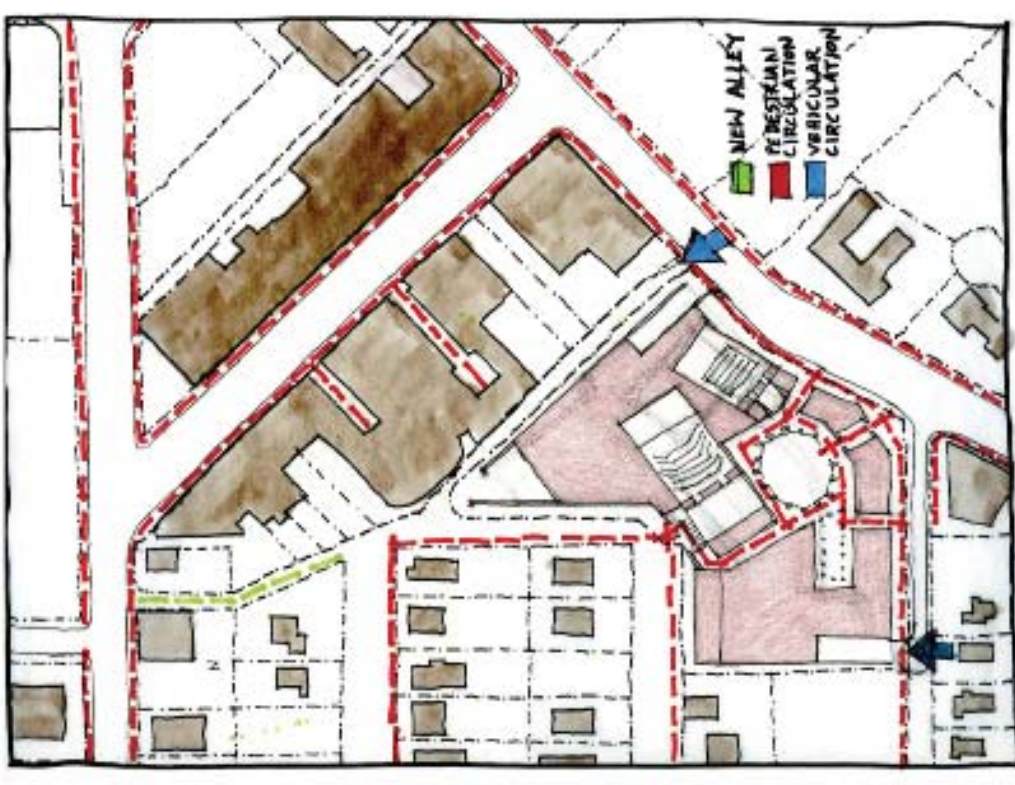 NEW ALLEY
PEDESTRIAN
CIRCULATION
VEHICULAR
CIRCULATION